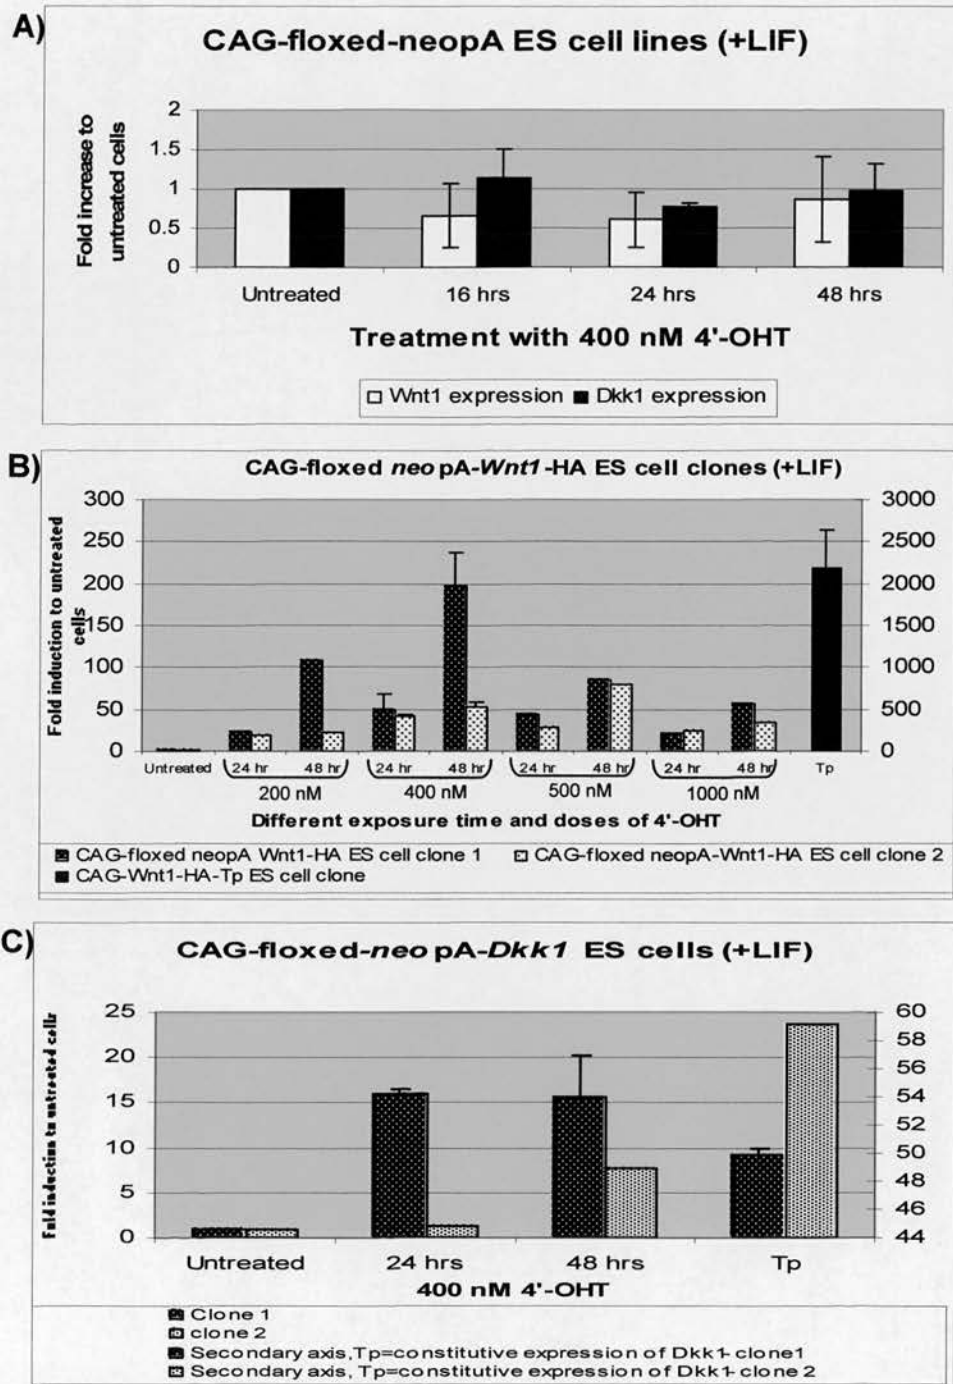 A)
CAG-floxed-neopA ES cell lines (+LIF)
Fold increase to
untreated cells
2
1.5
1
0.5
0
Untreated 16 hrs 24 hrs 48 hrs
Treatment with 400 nM 4'-OHT
Wnt1 expression Dkk1 expression
B)
CAG-floxed neo pA-Wnt1-HA ES cell clones (+LIF)
Fold induction to untreated
cells
300 3000
250 2500
200 2000
150 1500
100 1000
50 500
0 0
Untreated 24 hr 48 hr 24 hr 48 hr 24 hr 48 hr 24 hr 48 hr Tp
200 nM 400 nM 500 nM 1000 nM
Different exposure time and doses of 4'-OHT
CAG-floxed neopA Wnt1-HA ES cell clone 1 CAG-floxed neopA-Wnt1-HA ES cell clone 2
CAG-Wnt1-HA-Tp ES cell clone
C)
CAG-floxed-neo pA-Dkk1 ES cells (+LIF)
Fold induction to untreated cells
25
20
15
10
5
0
60
58
56
54
52
50
48
46
44
Untreated 24 hrs 48 hrs Tp
400 nM 4'-OHT
Clone 1
clone 2
Secondary axis,Tp=constitutive expression of Dkk1-clone1
Secondary axis, Tp=constitutive expression of Dkk1-clone 2